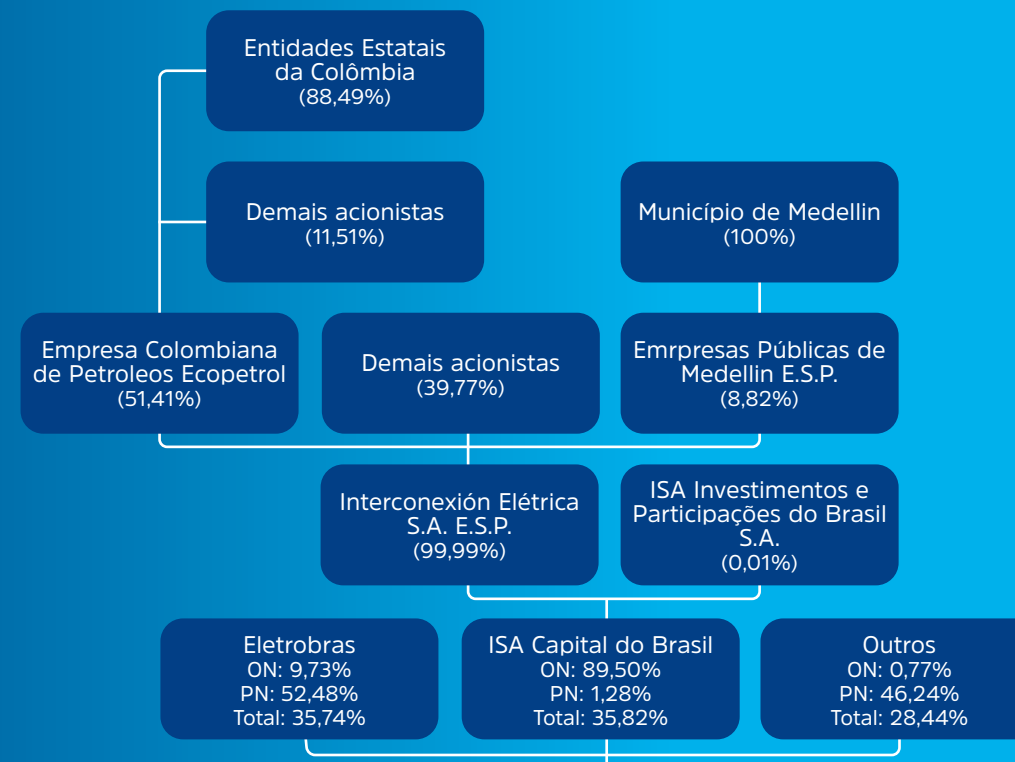 Entidades Estatais
da Colômbia
(88,49%)
Demais acionistas
(11,51%)
Município de Medellin
(100%)
Empresa Colombiana
de Petroleos Ecopetrol
(51,41%)
Demais acionistas
(39,77%)
Emrpresas Públicas de
Medellin E.S.P.
(8,82%)
Interconexión Elétrica
S.A. E.S.P.
(99,99%)
ISA Investimentos e
Participações do Brasil
S.A.
(0,01%)
Eletrobras
ON: 9,73%
PN: 52,48%
Total: 35,74%
ISA Capital do Brasil
ON: 89,50%
PN: 1,28%
Total: 35,82%
Outros
ON: 0,77%
PN: 46,24%
Total: 28,44%